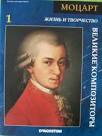 МОЦАРТ
1
ЖИЗНЬ И ТВОРЧЕСТВО
ВЕЛИКИЕ КОМПОЗИТОРЫ
DeAGOSTINI